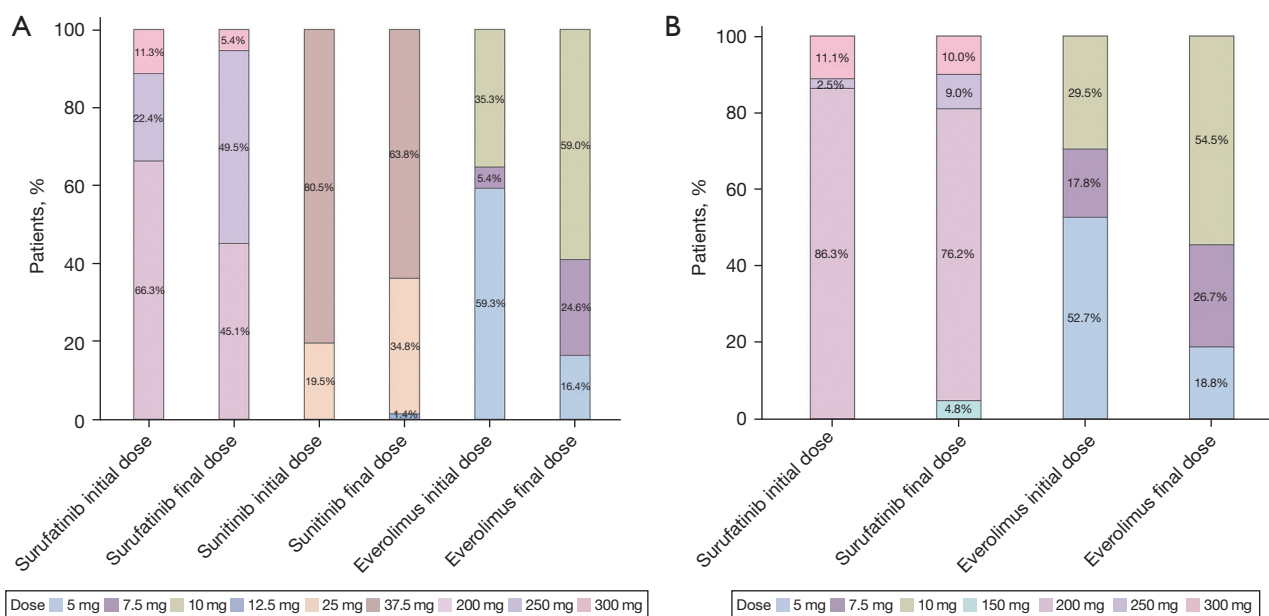 A
Patients, %
100
80
60
40
20
0
11.3%
22.4%
66.3%
5.4%
49.5%
45.1%
80.5%
19.5%
63.8%
34.8%
1.4%
35.3%
5.4%
59.3%
59.0%
24.6%
16.4%
Surufatinib initial dose
Surufatinib final dose
Sunitinib initial dose
Sunitinib final dose
Everolimus initial dose
Everolimus final dose
Dose 5 mg 7.5 mg 10 mg 12.5 mg 25 mg 37.5 mg 200 mg 250 mg 300 mg
B
Patients, %
100
80
60
40
20
0
11.1%
2.5%
86.3%
10.0%
9.0%
76.2%
4.8%
29.5%
17.8%
52.7%
54.5%
26.7%
18.8%
Surufatinib initial dose
Surufatinib final dose
Everolimus initial dose
Everolimus final dose
Dose 5 mg 7.5 mg 10 mg 150 mg 200 mg 250 mg 300 mg